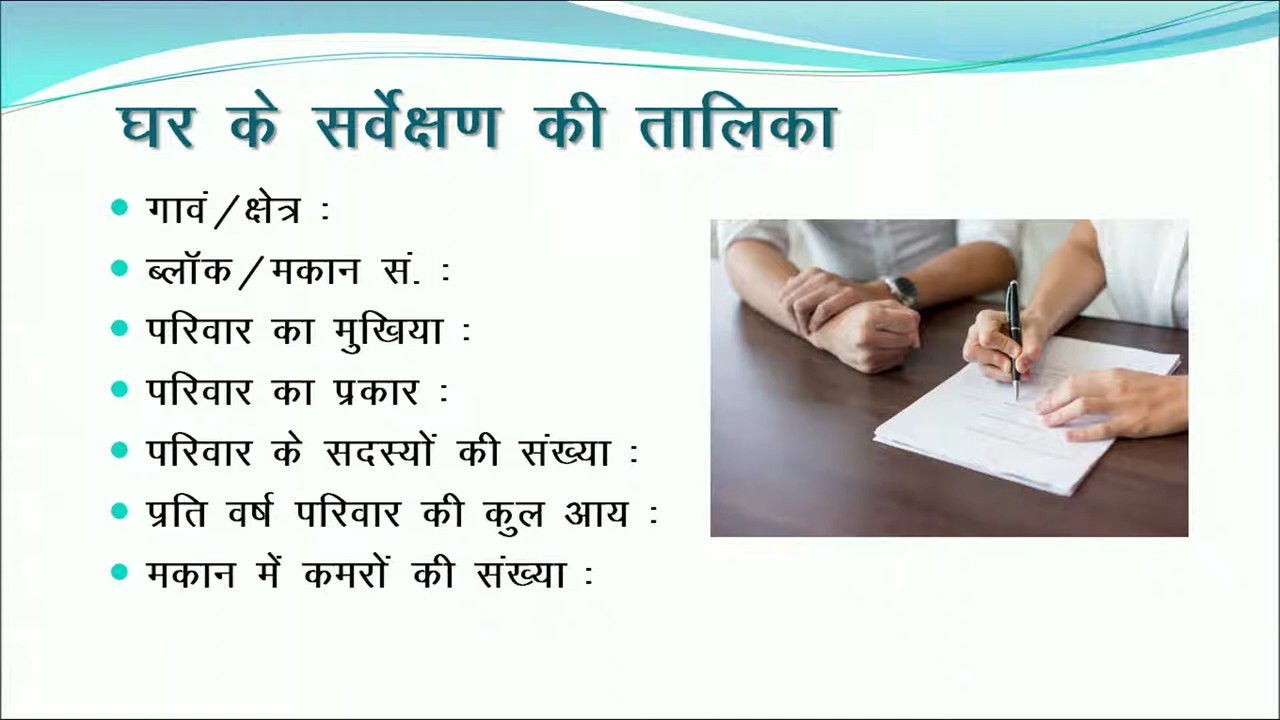 घर के सर्वेक्षण की तालिका
गावं/क्षेत्र :
ब्लॉक/मकान सं. :
परिवार का मुखिया :
परिवार का प्रकार :
परिवार के सदस्यों की संख्या :
प्रति वर्ष परिवार की कुल आय :
मकान में कमरों की संख्या :